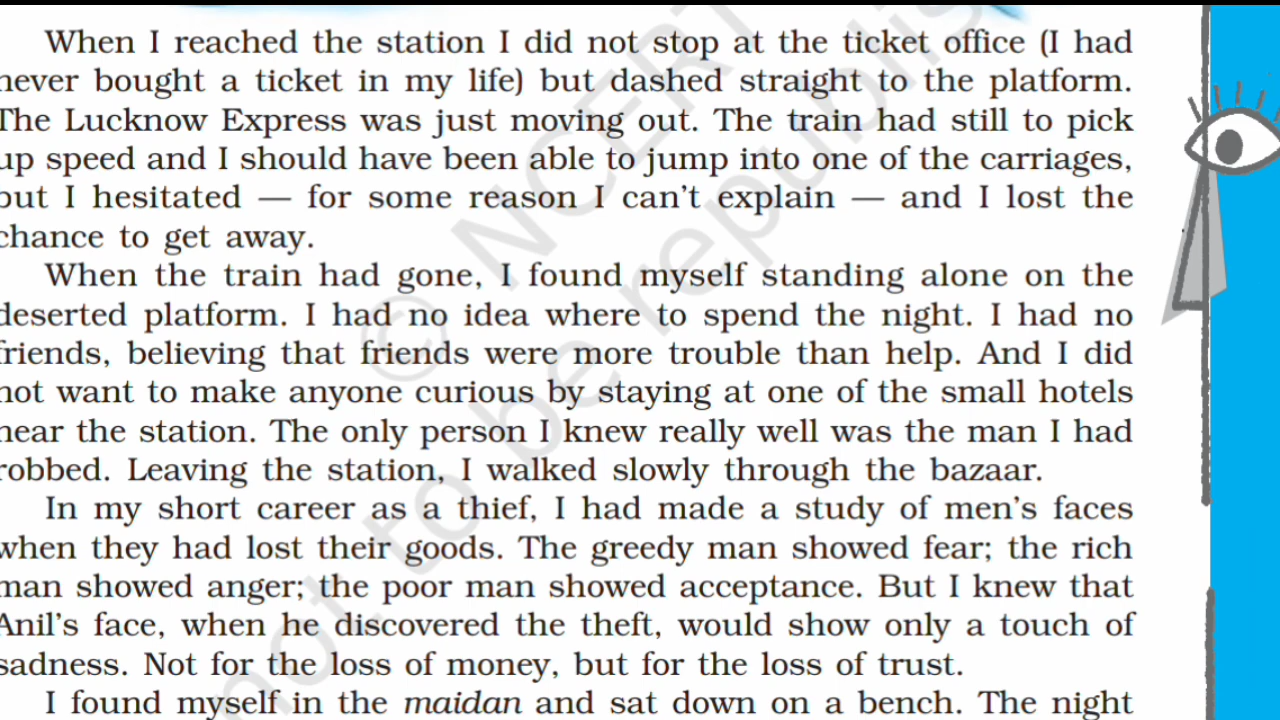 When I reached the station I did not stop at the ticket office (I had
never bought a ticket in my life) but dashed straight to the platform.
The Lucknow Express was just moving out. The train had still to pick
up speed and I should have been able to jump into one of the carriages,
but I hesitated — for some reason I can't explain — and I lost the
chance to get away.
When the train had gone, I found myself standing alone on the
deserted platform. I had no idea where to spend the night. I had no
friends, believing that friends were more trouble than help. And I did
not want to make anyone curious by staying at one of the small hotels
near the station. The only person I knew really well was the man I had
robbed. Leaving the station, I walked slowly through the bazaar.
In my short career as a thief, I had made a study of men's faces
when they had lost their goods. The greedy man showed fear; the rich
man showed anger; the poor man showed acceptance. But I knew that
Anil's face, when he discovered the theft, would show only a touch of
sadness. Not for the loss of money, but for the loss of trust.
I found myself in the maidan and sat down on a bench. The night
© NCERT
not to be republis